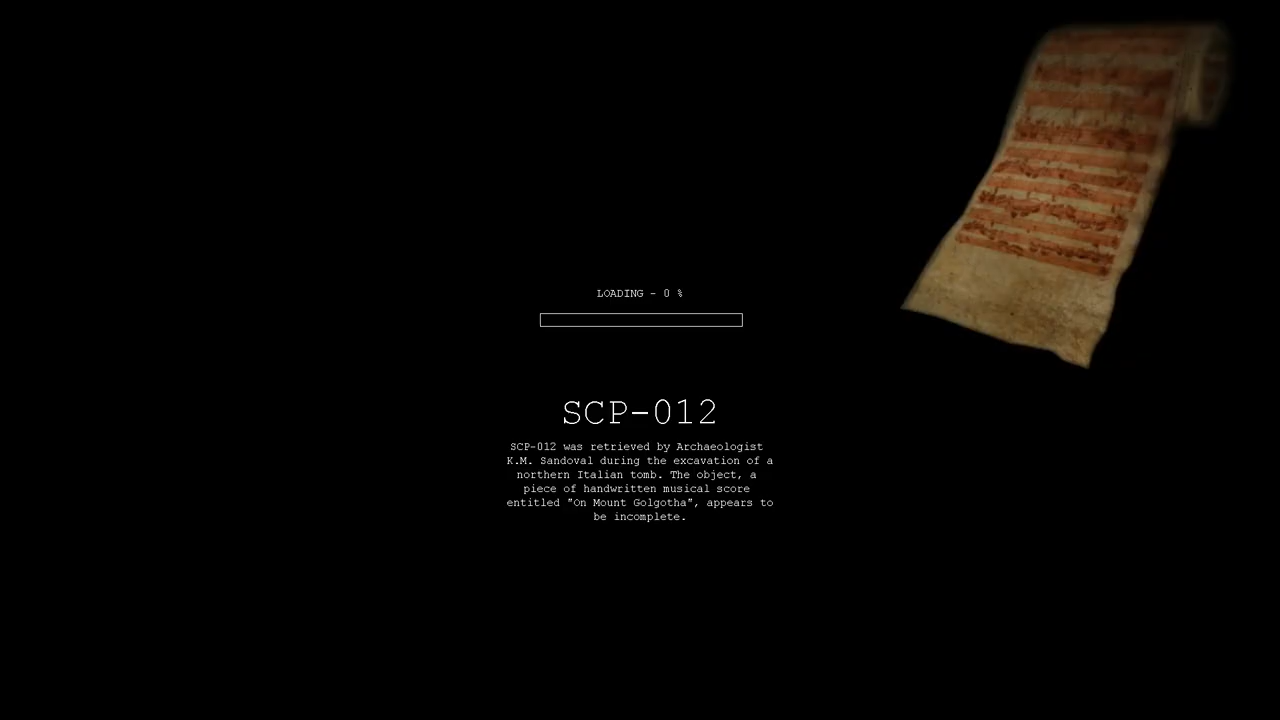 LOADING - 0 %
SCP-012
SCP-012 was retrieved by Archaeologist
K.M. Sandoval during the excavation of a
northern Italian tomb. The object, a
piece of handwritten musical score
entitled "On Mount Golgotha", appears to
be incomplete.